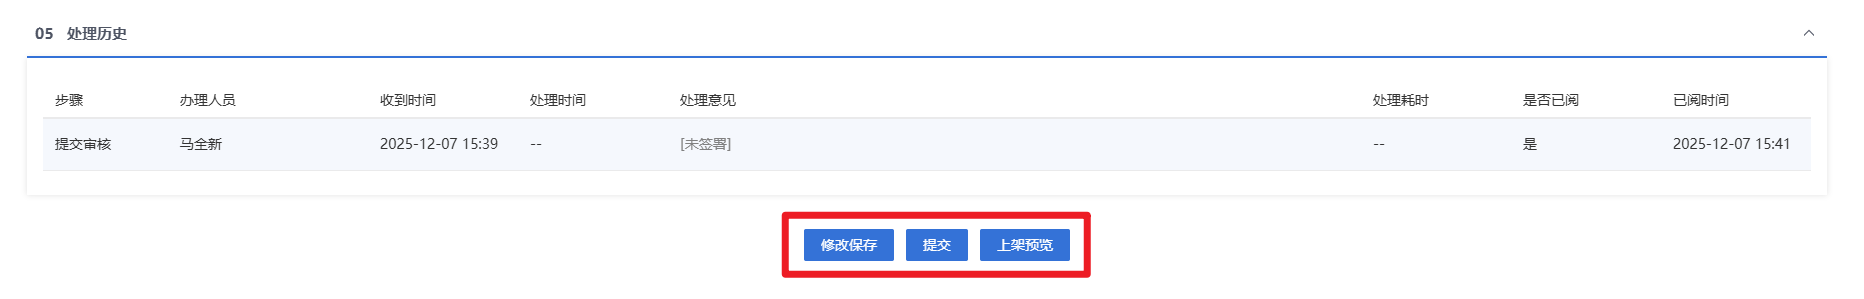 05 处理历史
步骤 办理人员 收到时间 处理时间 处理意见 处理耗时 是否已阅 已阅时间
提交审核 马全新 2025-12-07 15:39 -- [未签署] -- 是 2025-12-07 15:41
修改保存 提交 上架预览